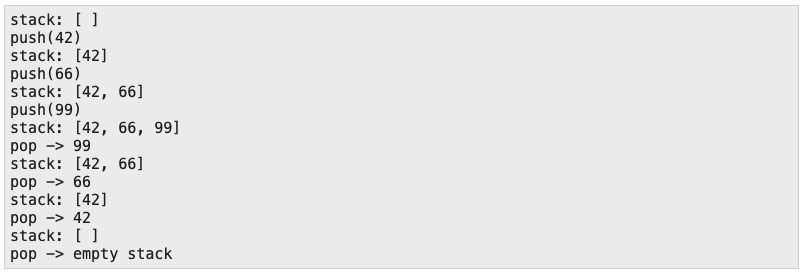 stack: [ ]
push(42)
stack: [42]
push(66)
stack: [42, 66]
push(99)
stack: [42, 66, 99]
pop −> 99
stack: [42, 66]
pop −> 66
stack: [42]
pop −> 42
stack: [ ]
pop −> empty stack